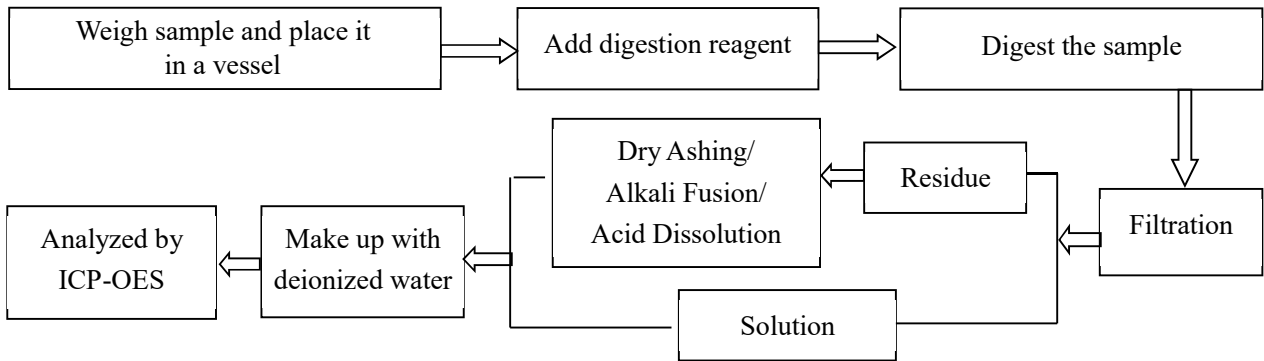 Weigh sample and place it
in a vessel
Add digestion reagent
Digest the sample
Filtration
Residue
Dry Ashing/
Alkali Fusion/
Acid Dissolution
Solution
Make up with
deionized water
Analyzed by
ICP-OES